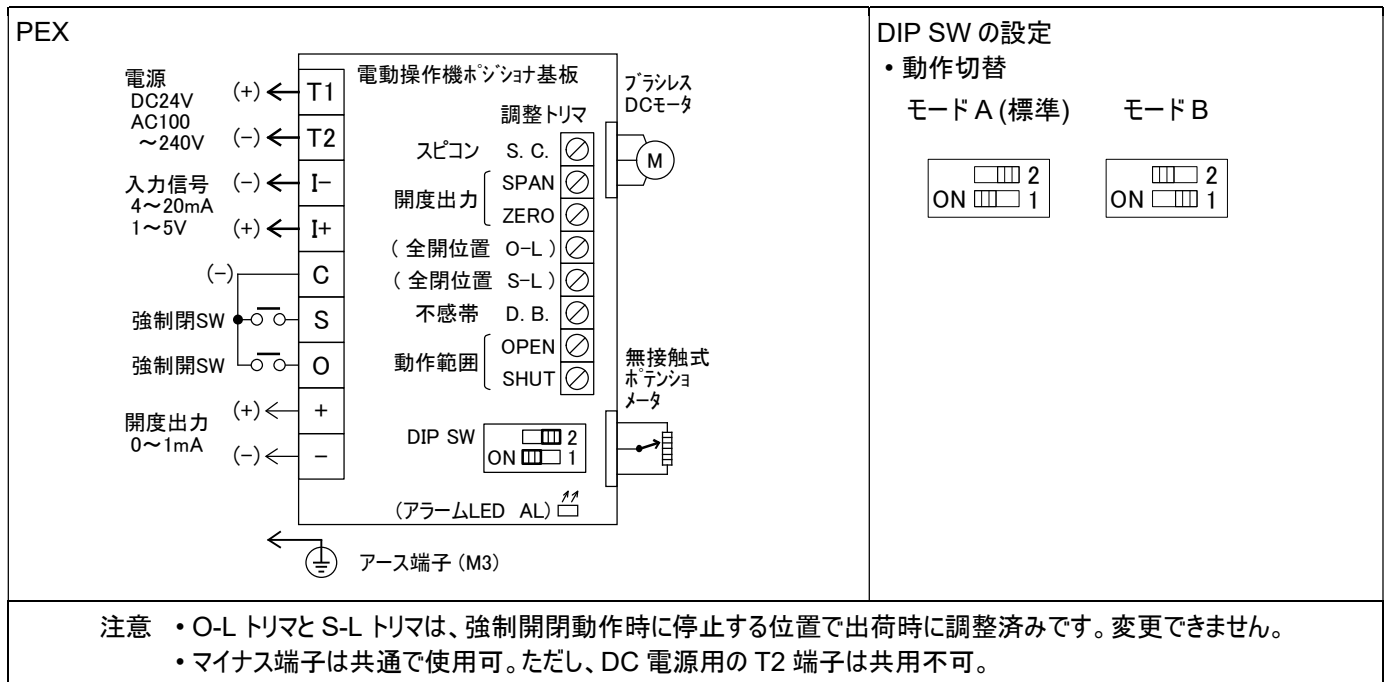 PEX
電源
DC24V
AC100
～240V
(+)
T1
(−)
T2
入力信号
4～20mA
1～5V
(−)
I−
(+)
I+
(−)
C
強制閉SW
S
強制開SW
O
開度出力
0～1mA
(+)
+
(−)
−
電動操作機ﾎﾟｼﾞｼｮﾅ基板
調整トリマ
スピコン S. C.
開度出力
SPAN
ZERO
( 全開位置 O−L )
( 全閉位置 S−L )
不感帯 D. B.
動作範囲
OPEN
SHUT
DIP SW
2
ON 1
(アラームLED AL)
アース端子 (M3)
ﾌﾞﾗｼﾚｽ
DCﾓｰﾀ
M
無接触式
ﾎﾟﾃﾝｼｮ
ﾒｰﾀ
DIP SW の設定
• 動作切替
モード A (標準) モード B
2
ON 1
2
ON 1
注意 • O-L トリマと S-L トリマは、強制開閉動作時に停止する位置で出荷時に調整済みです。変更できません。
• マイナス端子は共通で使用可。ただし、DC 電源用の T2 端子は共用不可。